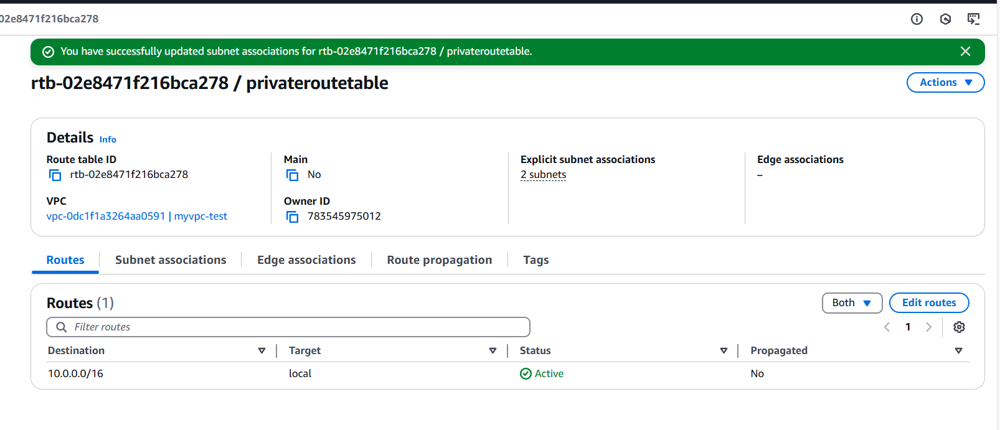 02e8471f216bca278
You have successfully updated subnet associations for rtb-02e8471f216bca278 / privateroutetable.
rtb-02e8471f216bca278 / privateroutetable
Actions
Details Info
Route table ID
rtb-02e8471f216bca278
Main
No
Explicit subnet associations
2 subnets
Edge associations
–
VPC
vpc-0dc1f1a3264aa0591 | myvpc-test
Owner ID
783545975012
Routes
Subnet associations
Edge associations
Route propagation
Tags
Routes (1)
Both
Edit routes
Filter routes
1
Destination
Target
Status
Propagated
10.0.0.0/16
local
Active
No